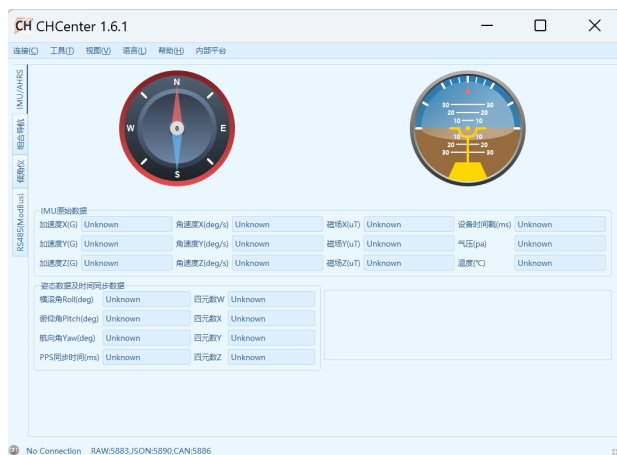 CH CHCenter 1.6.1
连接(C) 工具(T) 视图(V) 语言(L) 帮助(H) 内部平台
IMU/AHRS
组合导航
倾角仪
RS485(ModBus)
N
W 0 E
S
30 30
20 20
10 10
10 10
20 20
30 30
IMU原始数据
加速度X(G) Unknown 角速度X(deg/s) Unknown 磁场X(uT) Unknown 设备时间戳(ms) Unknown
加速度Y(G) Unknown 角速度Y(deg/s) Unknown 磁场Y(uT) Unknown 气压(pa) Unknown
加速度Z(G) Unknown 角速度Z(deg/s) Unknown 磁场Z(uT) Unknown 温度(℃) Unknown
姿态数据及时间同步数据
横滚角Roll(deg) Unknown 四元数W Unknown
俯仰角Pitch(deg) Unknown 四元数X Unknown
航向角Yaw(deg) Unknown 四元数Y Unknown
PPS同步时间(ms) Unknown 四元数Z Unknown
No Connection RAW:5883,JSON:5890,CAN:5886